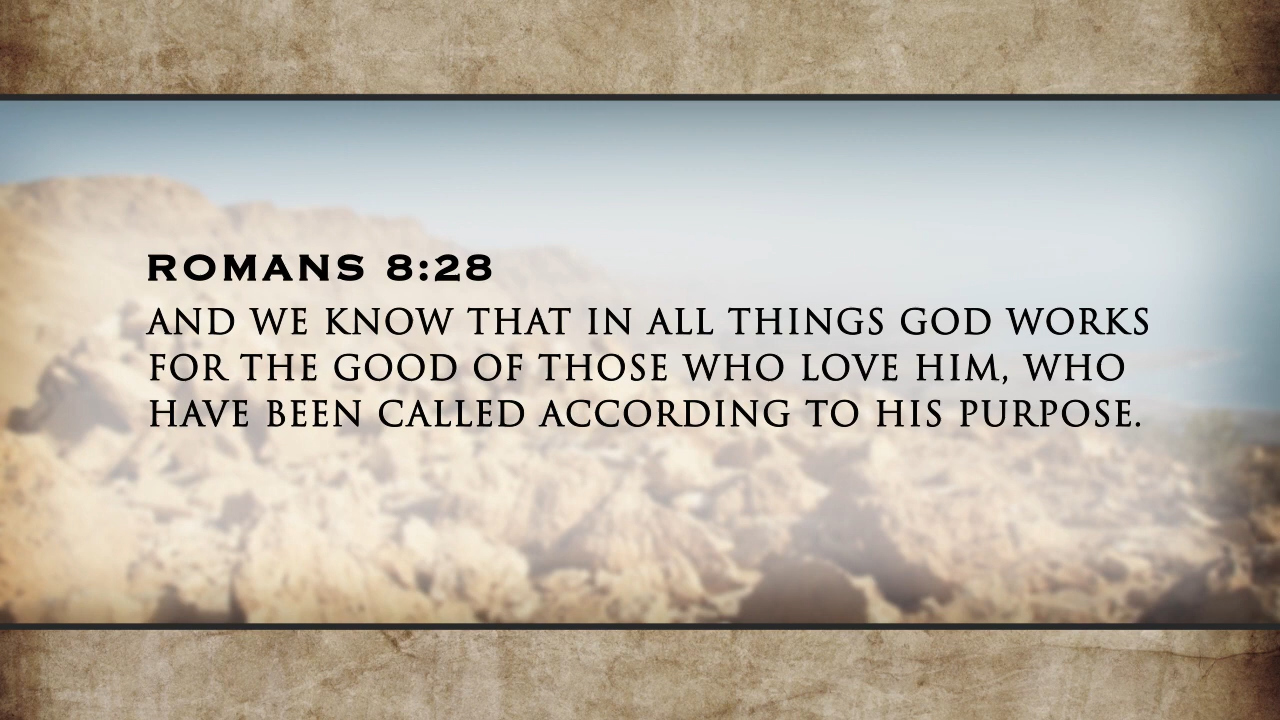 ROMANS 8:28
AND WE KNOW THAT IN ALL THINGS GOD WORKS
FOR THE GOOD OF THOSE WHO LOVE HIM, WHO
HAVE BEEN CALLED ACCORDING TO HIS PURPOSE.